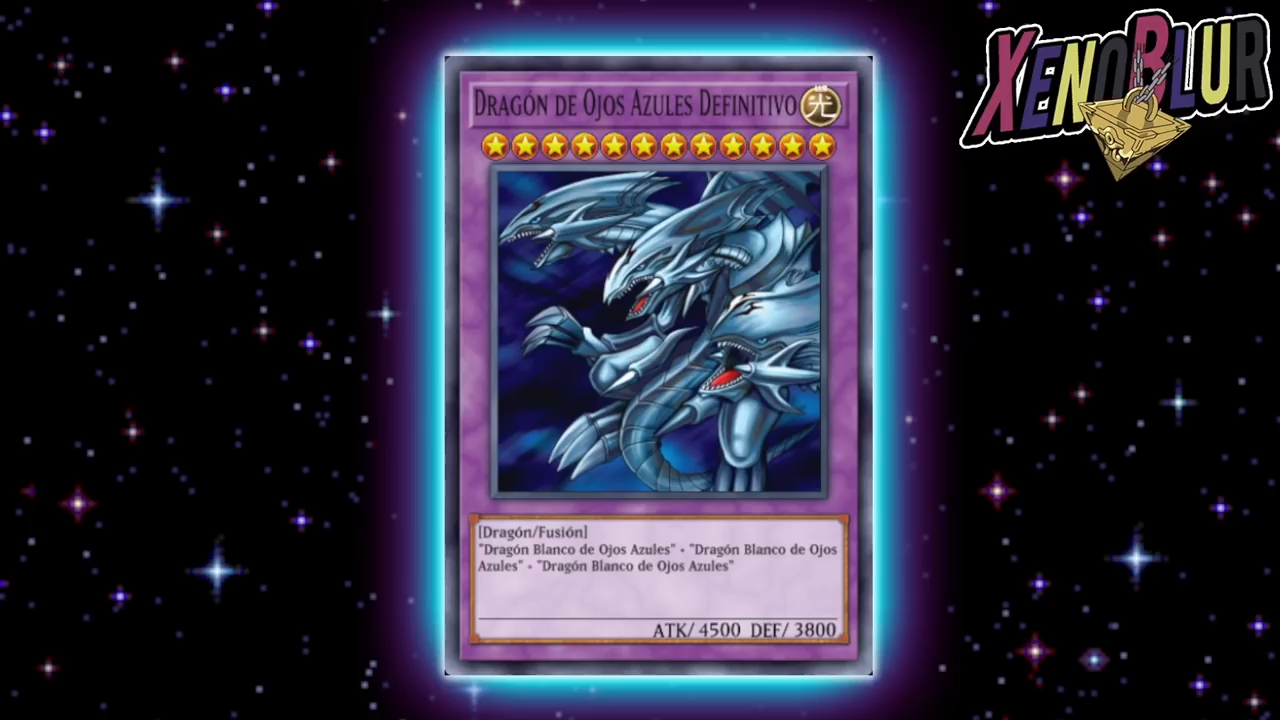 XENOBLUR
DRAGÓN DE OJOS AZULES DEFINITIVO
光
[Dragón/Fusión]
"Dragón Blanco de Ojos Azules" - "Dragón Blanco de Ojos
Azules" - "Dragón Blanco de Ojos Azules"
ATK/ 4500 DEF/ 3800